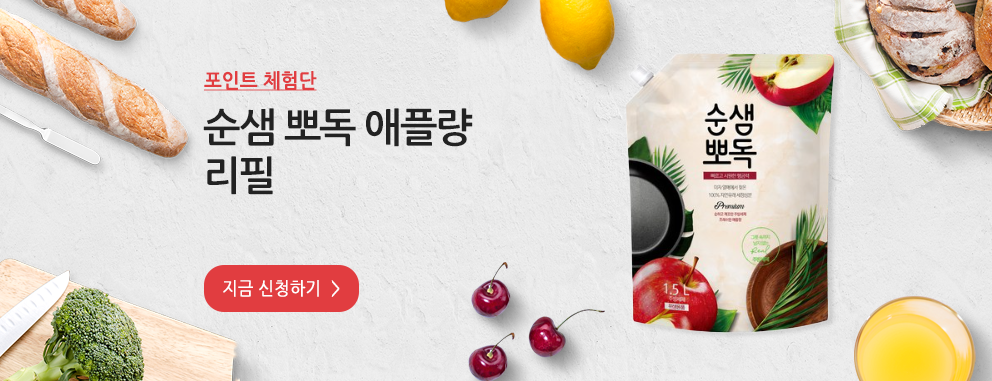 포인트 체험단
순샘 뽀독 애플량
리필
지금 신청하기 >
순샘
뽀독
Premium
1.5 L